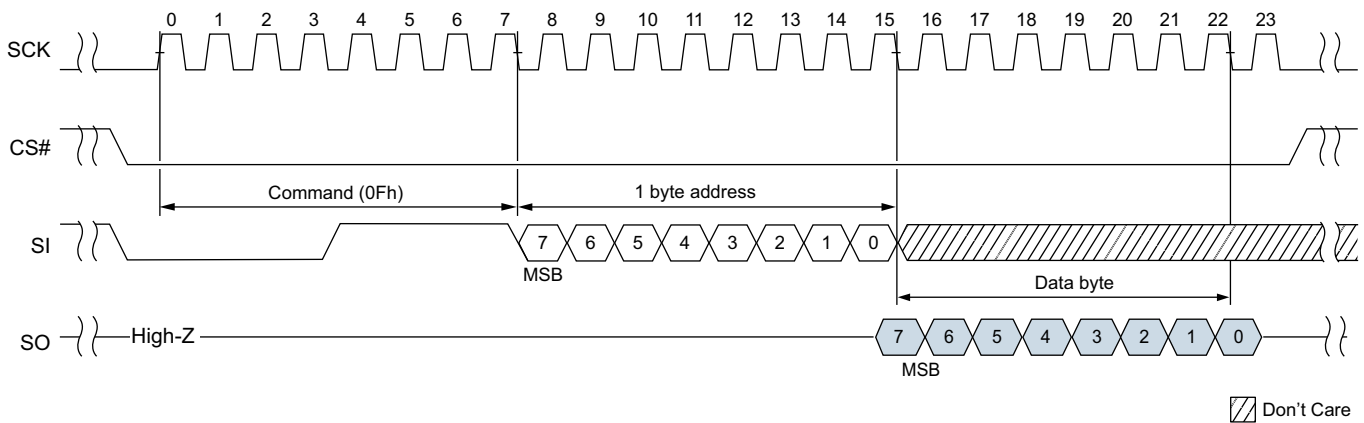 0 1 2 3 4 5 6 7 8 9 10 11 12 13 14 15 16 17 18 19 20 21 22 23
SCK
CS#
Command (0Fh) 1 byte address
SI 7 6 5 4 3 2 1 0
MSB
Data byte
SO High-Z 7 6 5 4 3 2 1 0
MSB
Don't Care